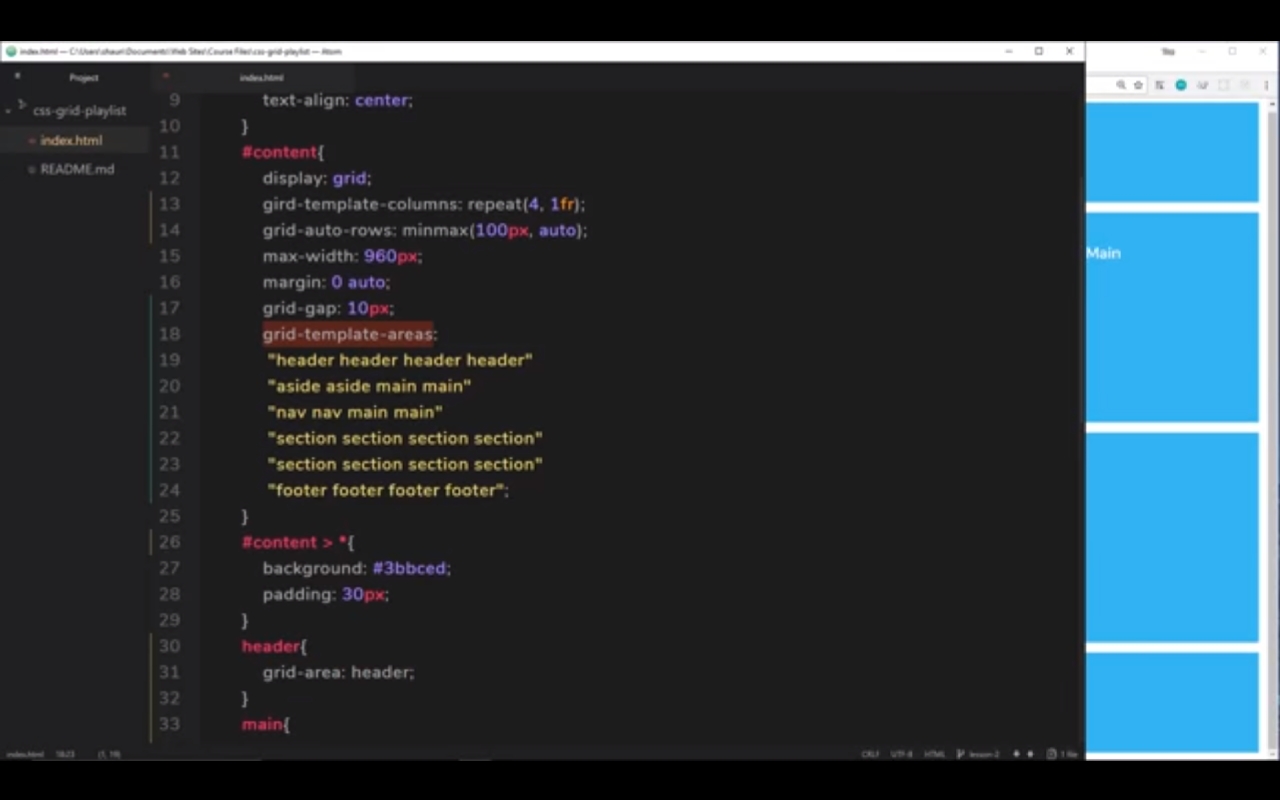 index.html — C:\Users\shaun\Documents\Web Sites\Course Files\css-grid-playlist — Atom
Project
index.html
css-grid-playlist
index.html
README.md
9 text-align: center;
10 }
11 #content{
12 display: grid;
13 gird-template-columns: repeat(4, 1fr);
14 grid-auto-rows: minmax(100px, auto);
15 max-width: 960px;
16 margin: 0 auto;
17 grid-gap: 10px;
18 grid-template-areas:
19 "header header header header"
20 "aside aside main main"
21 "nav nav main main"
22 "section section section section"
23 "section section section section"
24 "footer footer footer footer";
25 }
26 #content > *{
27 background: #3bbced;
28 padding: 30px;
29 }
30 header{
31 grid-area: header;
32 }
33 main{
Main
index.html 18:23 (1, 19)
CRLF UTF-8 HTML lesson-2 1 file